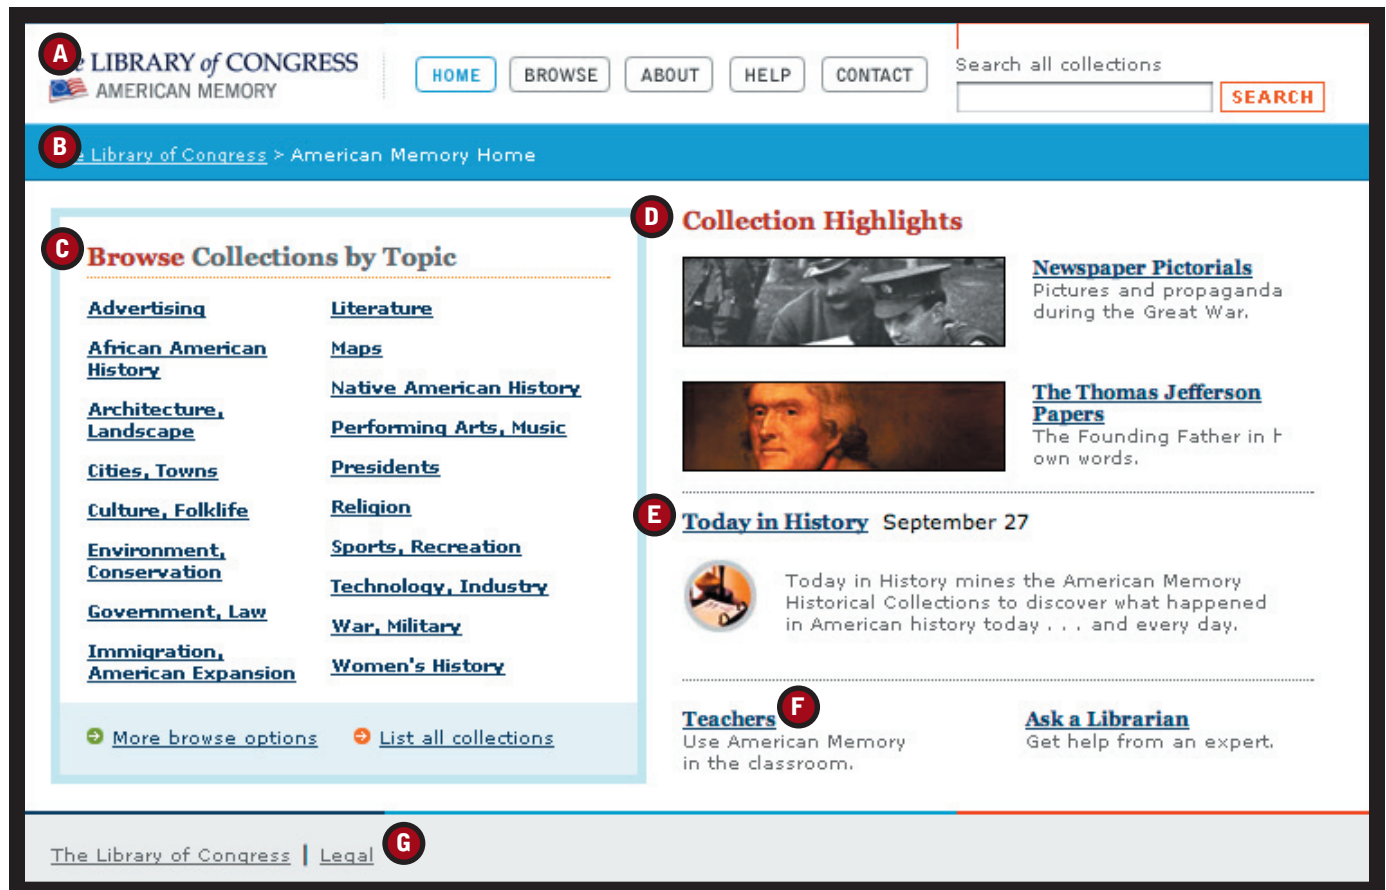 A
e LIBRARY of CONGRESS
AMERICAN MEMORY
HOME
BROWSE
ABOUT
HELP
CONTACT
Search all collections
SEARCH
B
e Library of Congress > American Memory Home
C
Browse Collections by Topic
Advertising
African American
History
Architecture,
Landscape
Cities, Towns
Culture, Folklife
Environment,
Conservation
Government, Law
Immigration,
American Expansion
Literature
Maps
Native American History
Performing Arts, Music
Presidents
Religion
Sports, Recreation
Technology, Industry
War, Military
Women's History
More browse options
List all collections
D
Collection Highlights
Newspaper Pictorials
Pictures and propaganda
during the Great War.
The Thomas Jefferson
Papers
The Founding Father in
own words.
E
Today in History September 27
Today in History mines the American Memory
Historical Collections to discover what happened
in American history today . . . and every day.
Teachers
F
Use American Memory
in the classroom.
Ask a Librarian
Get help from an expert.
The Library of Congress | Legal
G